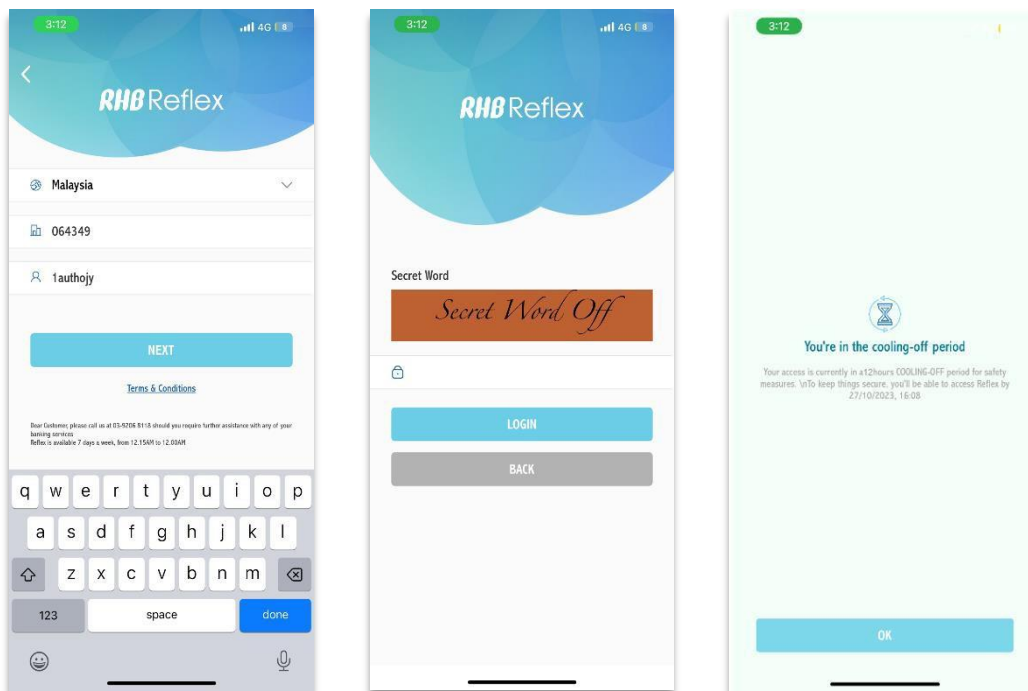 3:12
4G 8
RHB Reflex
Malaysia
064349
1authojy
NEXT
Terms & Conditions
Dear Customer, please call us at 03-9206 8118 should you require further assistance with any of your
banking services
Reflex is available 7 days a week, from 12.15AM to 12.00AM
q w e r t y u i o p
a s d f g h j k l
z x c v b n m
123 space done
3:12
4G 8
RHB Reflex
Secret Word
Secret Word Off
LOGIN
BACK
3:12
You're in the cooling-off period
Your access is currently in a12hours COOLING-OFF period for safety
measures. \nTo keep things secure, you'll be able to access Reflex by
27/10/2023, 16:08
OK